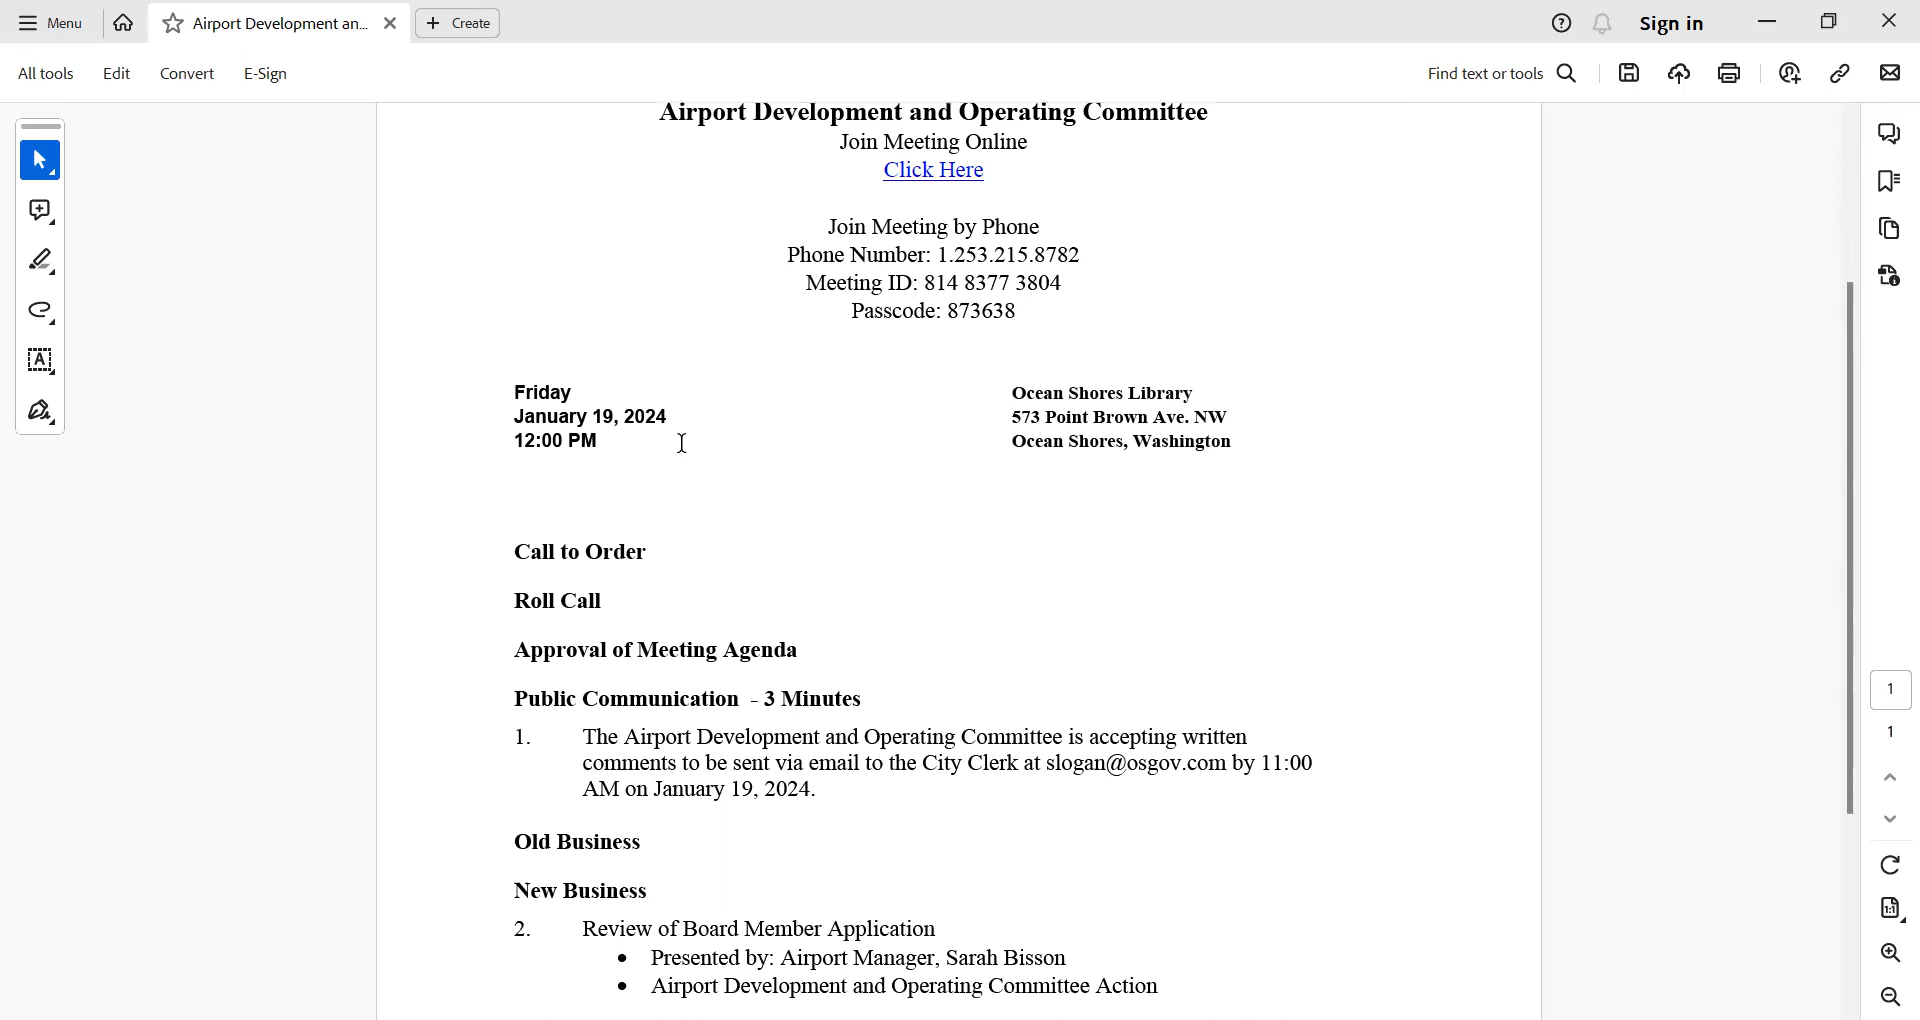 Menu
Airport Development an...
Create
Sign in
All tools
Edit
Convert
E-Sign
Find text or tools
Airport Development and Operating Committee
Join Meeting Online
Click Here
Join Meeting by Phone
Phone Number: 1.253.215.8782
Meeting ID: 814 8377 3804
Passcode: 873638
Friday
January 19, 2024
12:00 PM
Ocean Shores Library
573 Point Brown Ave. NW
Ocean Shores, Washington
Call to Order
Roll Call
Approval of Meeting Agenda
Public Communication - 3 Minutes
1. The Airport Development and Operating Committee is accepting written
comments to be sent via email to the City Clerk at slogan@osgov.com by 11:00
AM on January 19, 2024.
Old Business
New Business
2. Review of Board Member Application
• Presented by: Airport Manager, Sarah Bisson
• Airport Development and Operating Committee Action
1
1